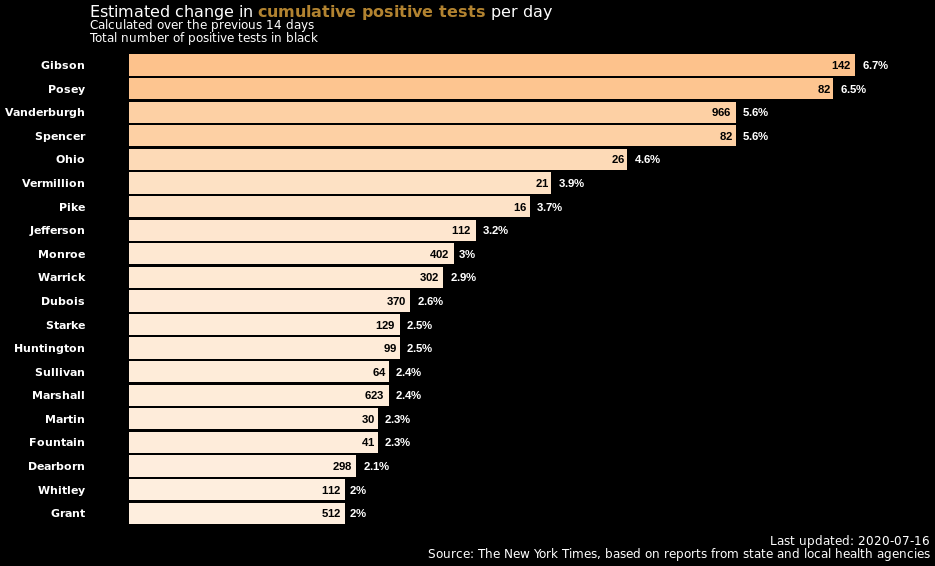 Estimated change in cumulative positive tests per day
Calculated over the previous 14 days
Total number of positive tests in black
Gibson 142 6.7%
Posey 82 6.5%
Vanderburgh 966 5.6%
Spencer 82 5.6%
Ohio 26 4.6%
Vermillion 21 3.9%
Pike 16 3.7%
Jefferson 112 3.2%
Monroe 402 3%
Warrick 302 2.9%
Dubois 370 2.6%
Starke 129 2.5%
Huntington 99 2.5%
Sullivan 64 2.4%
Marshall 623 2.4%
Martin 30 2.3%
Fountain 41 2.3%
Dearborn 298 2.1%
Whitley 112 2%
Grant 512 2%
Last updated: 2020-07-16
Source: The New York Times, based on reports from state and local health agencies